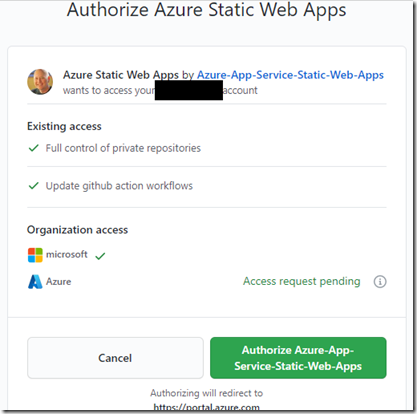 Authorize Azure Static Web Apps
Azure Static Web Apps by Azure-App-Service-Static-Web-Apps
wants to access your account
Existing access
Full control of private repositories
Update github action workflows
Organization access
microsoft
Azure Access request pending
Cancel
Authorize Azure-App-
Service-Static-Web-Apps
Authorizing will redirect to
https://portal.azure.com